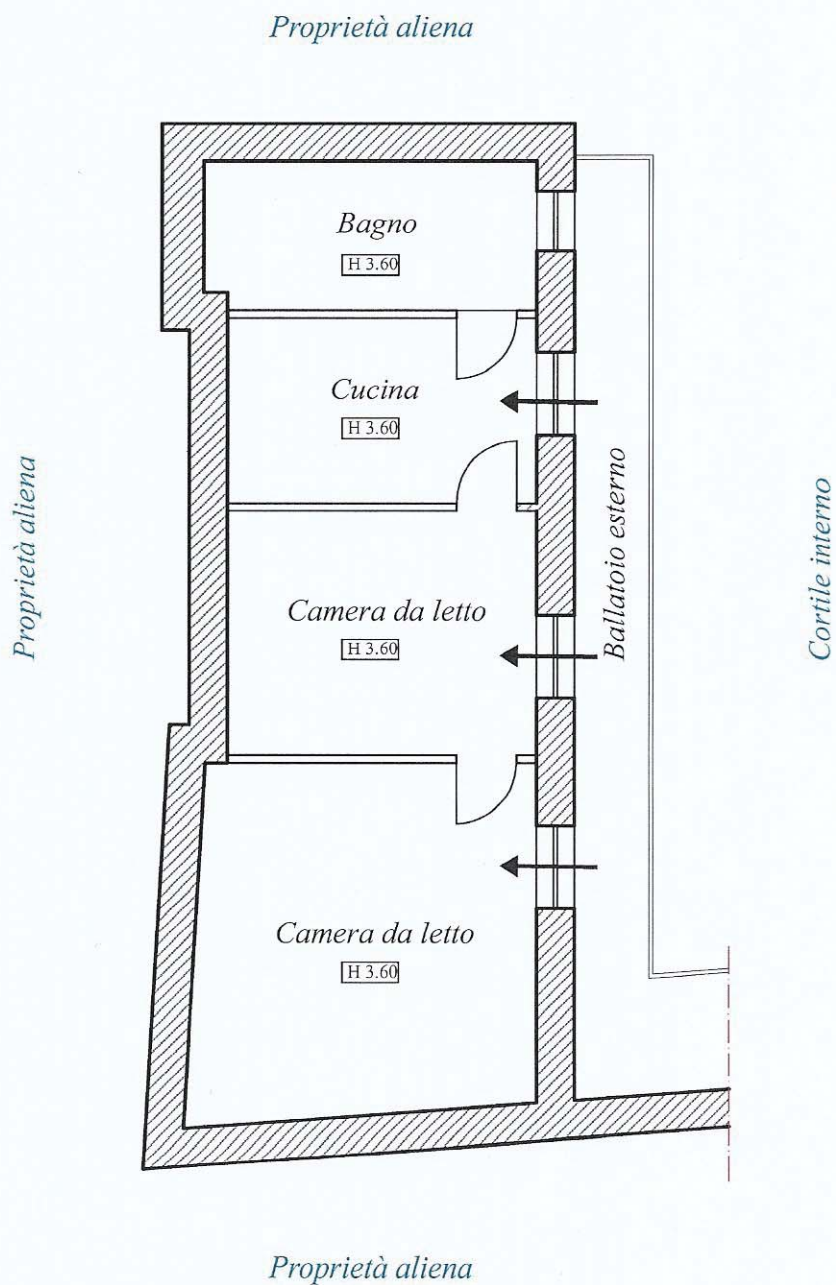 Proprietà aliena
Bagno
H 3.60
Cucina
H 3.60
Proprietà aliena
Ballatoio esterno
Cortile interno
Camera da letto
H 3.60
Camera da letto
H 3.60
Proprietà aliena